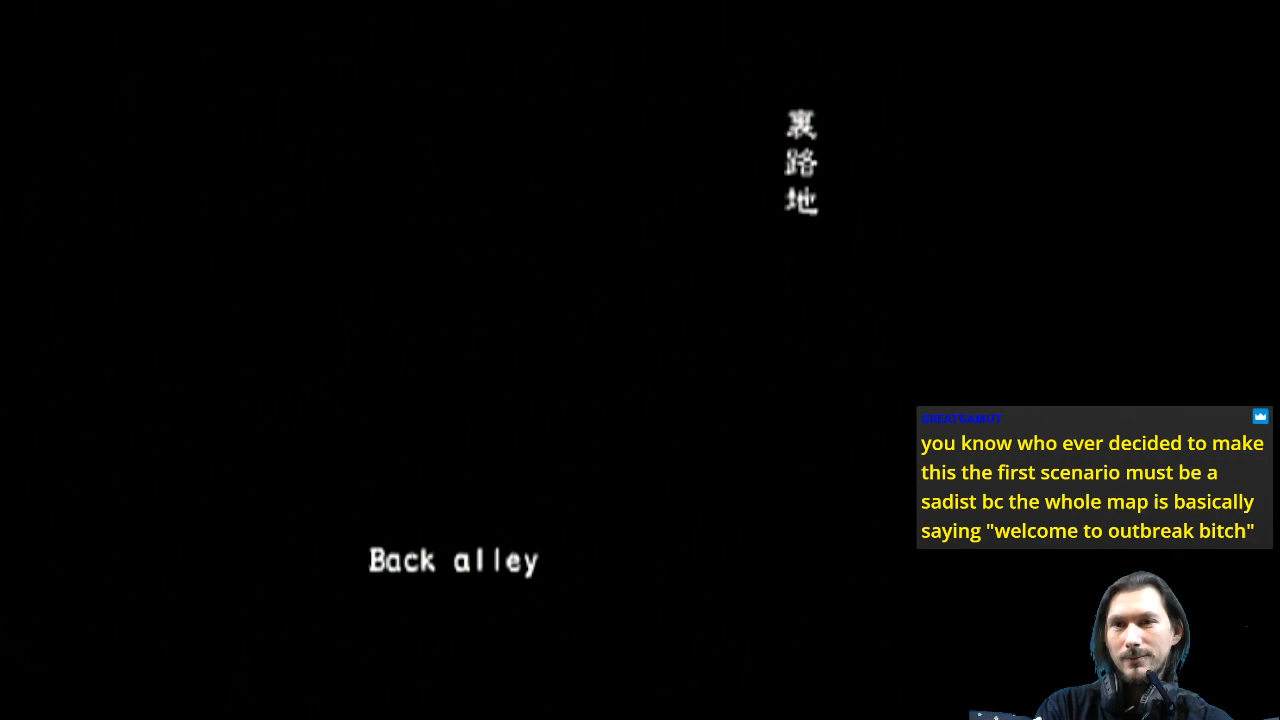 裏路地
GREATGAMUT
you know who ever decided to make
this the first scenario must be a
sadist bc the whole map is basically
saying "welcome to outbreak bitch"
Back alley